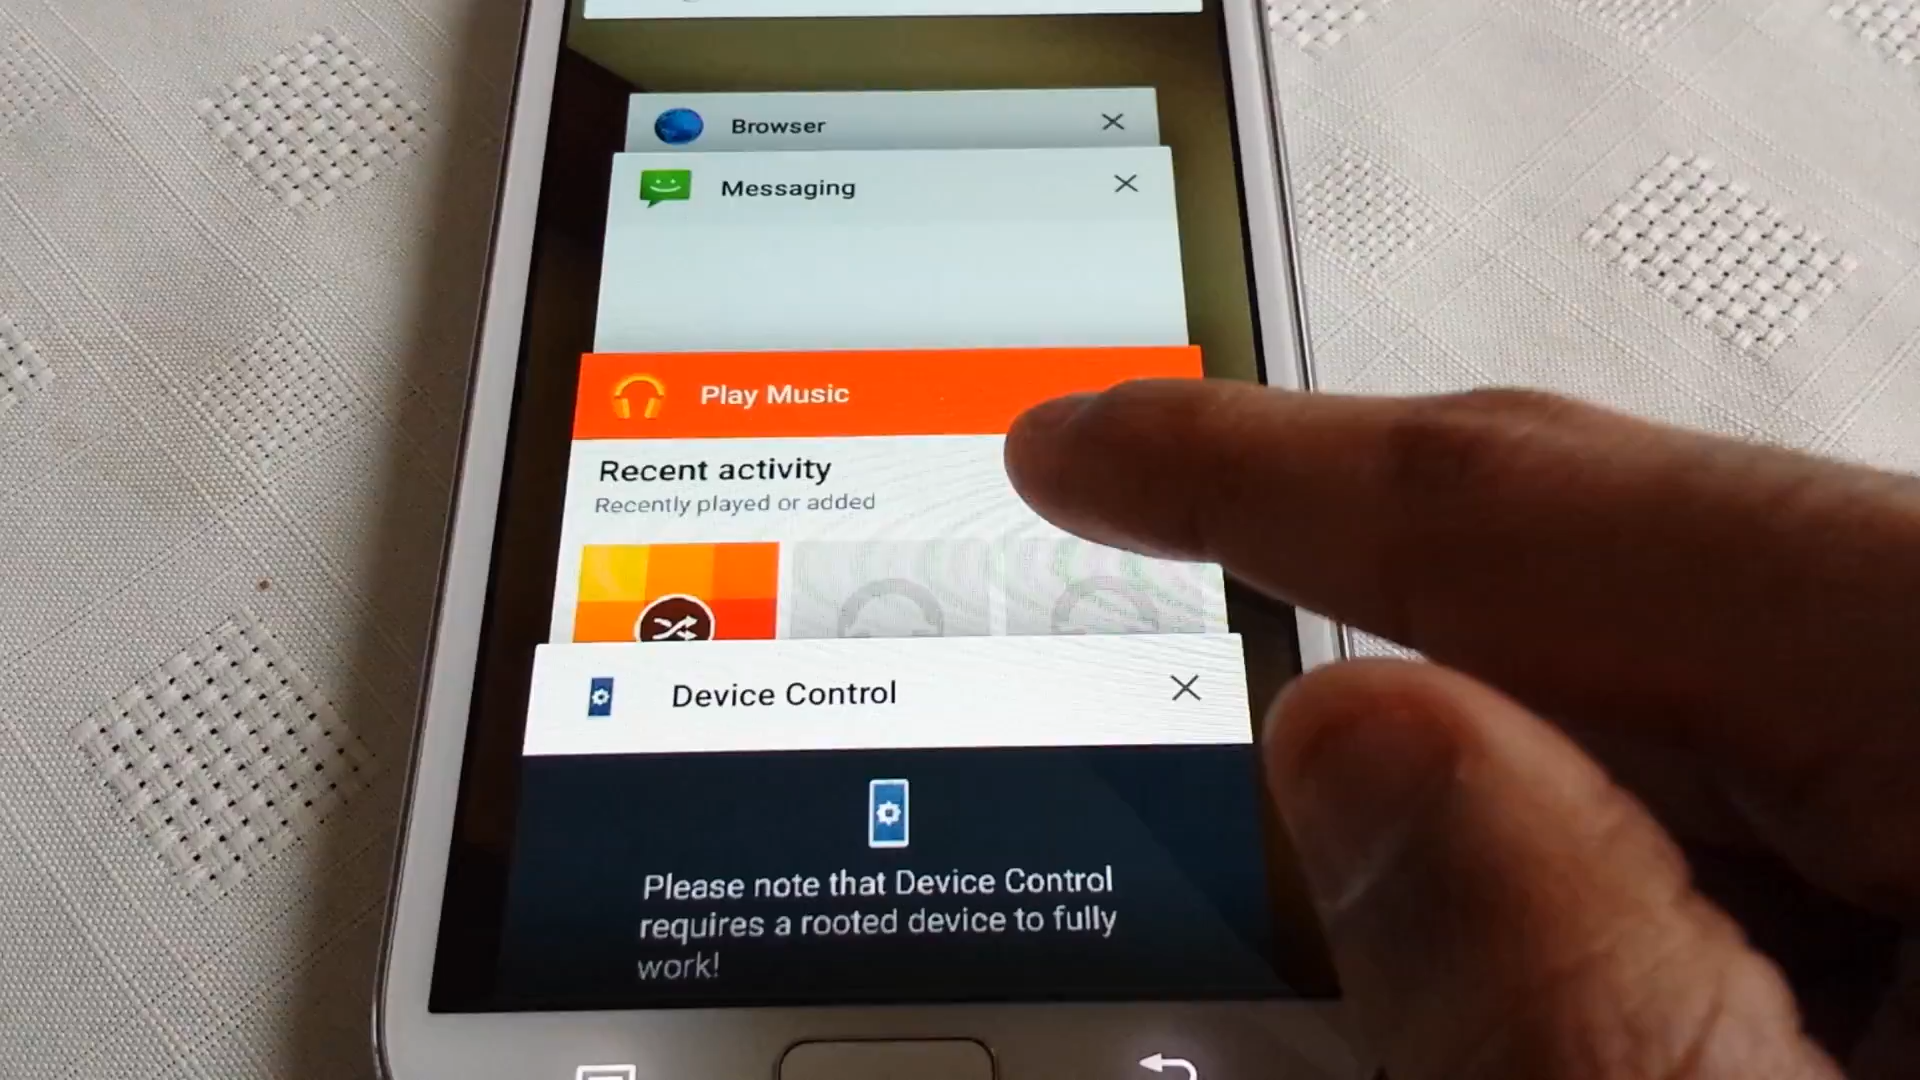 Browser
Messaging
Play Music
Recent activity
Recently played or added
Device Control
Please note that Device Control
requires a rooted device to fully
work!